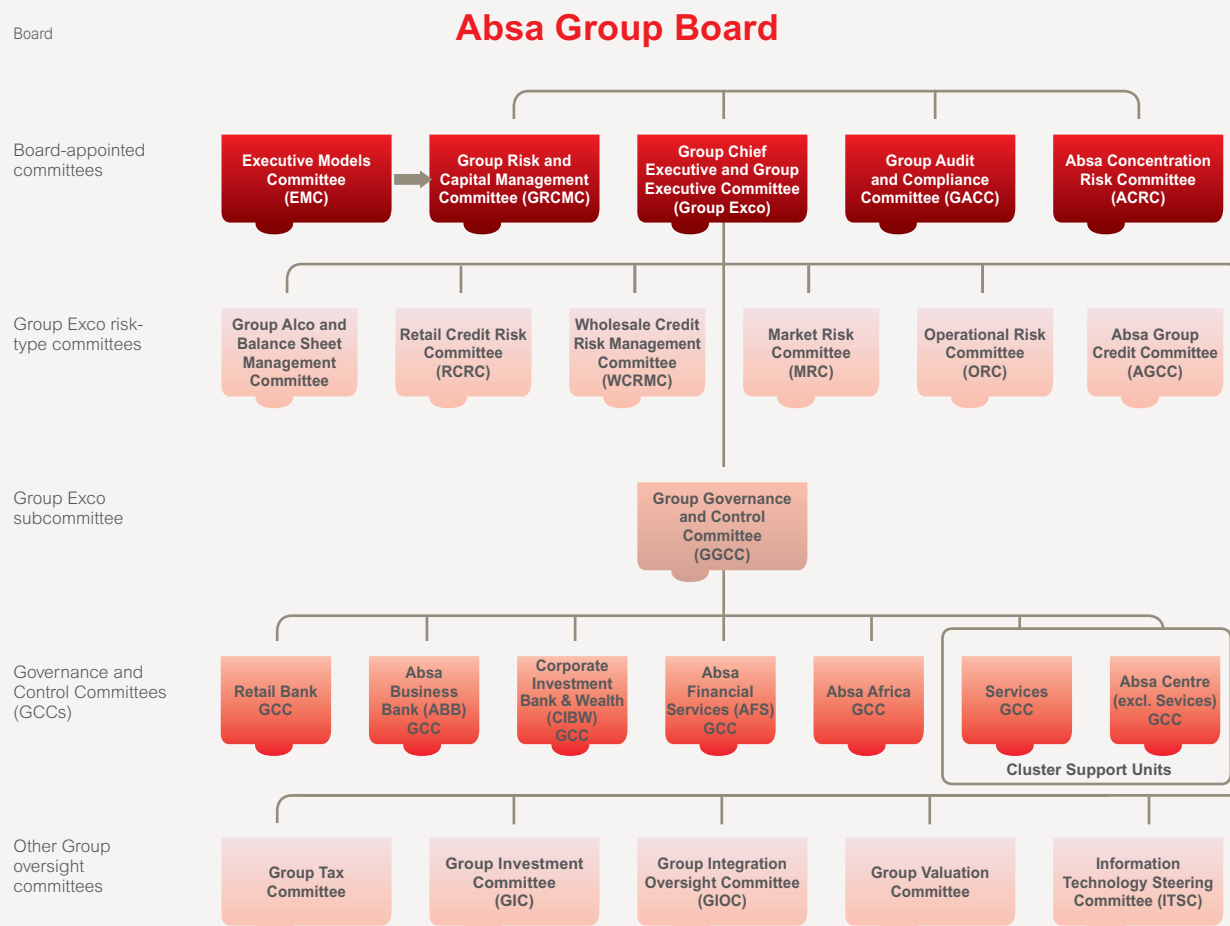 Board
Absa Group Board
Board-appointed
committees
Executive Models
Committee
(EMC)
Group Risk and
Capital Management
Committee (GRCMC)
Group Chief
Executive and Group
Executive Committee
(Group Exco)
Group Audit
and Compliance
Committee (GACC)
Absa Concentration
Risk Committee
(ACRC)
Group Exco risk-
type committees
Group Alco and
Balance Sheet
Management
Committee
Retail Credit Risk
Committee
(RCRC)
Wholesale Credit
Risk Management
Committee
(WCRMC)
Market Risk
Committee
(MRC)
Operational Risk
Committee
(ORC)
Absa Group
Credit Committee
(AGCC)
Group Exco
subcommittee
Group Governance
and Control
Committee
(GGCC)
Governance and
Control Committees
(GCCs)
Retail Bank
GCC
Absa
Business
Bank (ABB)
GCC
Corporate
Investment
Bank & Wealth
(CIBW)
GCC
Absa
Financial
Services (AFS)
GCC
Absa Africa
GCC
Services
GCC
Absa Centre
(excl. Sevices)
GCC
Cluster Support Units
Other Group
oversight
committees
Group Tax
Committee
Group Investment
Committee
(GIC)
Group Integration
Oversight Committee
(GIOC)
Group Valuation
Committee
Information
Technology Steering
Committee (ITSC)